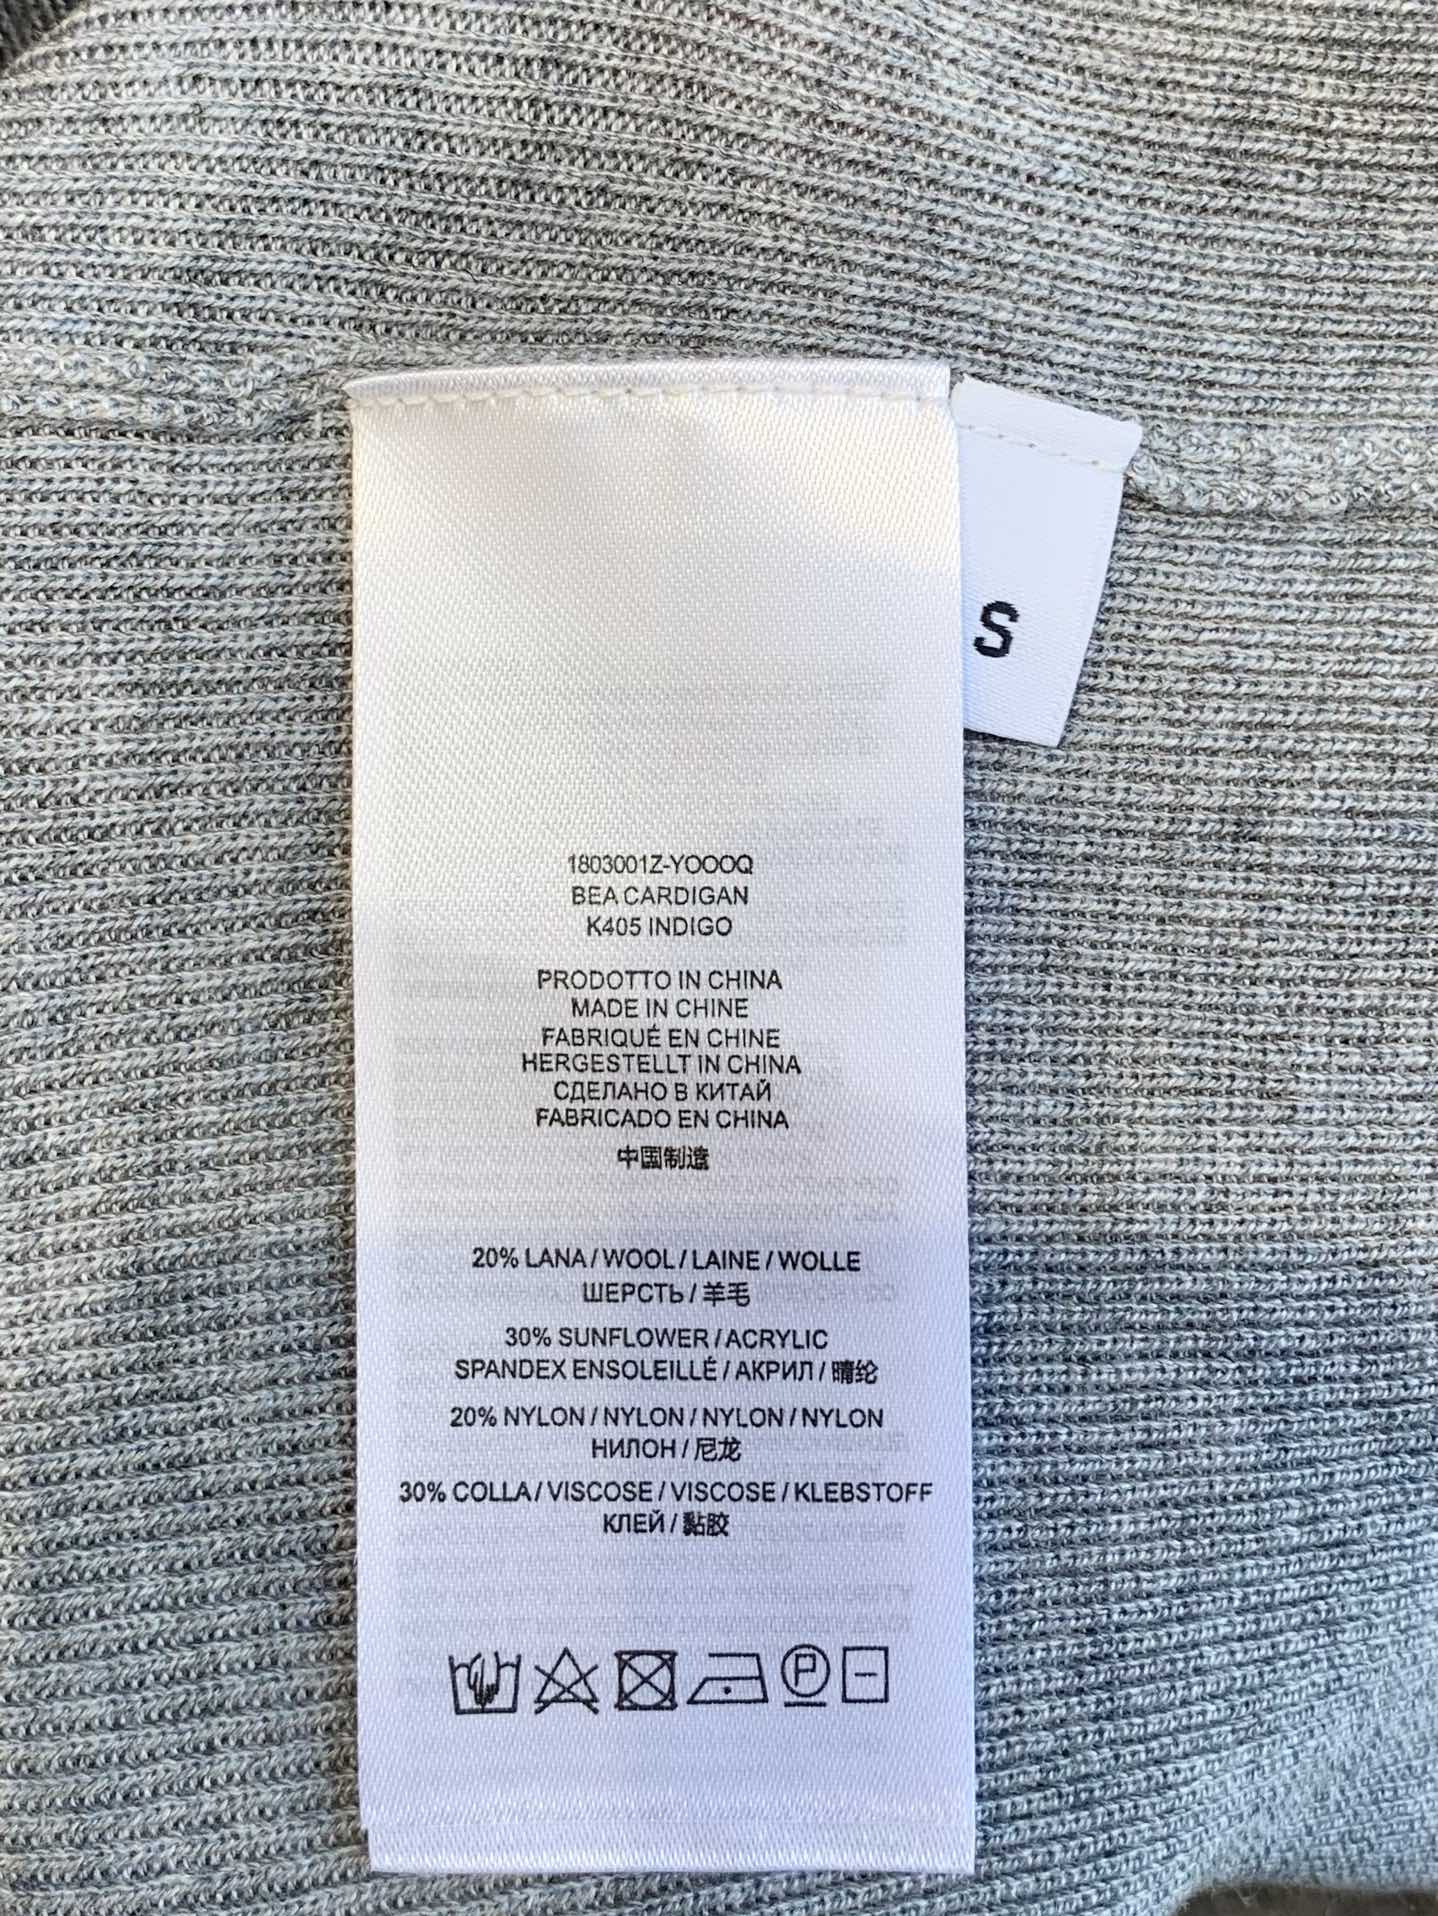 S
1803001Z-YOOOQ
BEA CARDIGAN
K405 INDIGO
PRODOTTO IN CHINA
MADE IN CHINE
FABRIQUÉ EN CHINE
HERGESTELLT IN CHINA
СДЕЛАНО В КИТАЙ
FABRICADO EN CHINA
中国制造
20% LANA / WOOL / LAINE / WOLLE
ШЕРСТЬ / 羊毛
30% SUNFLOWER / ACRYLIC
SPANDEX ENSOLEILLÉ / АКРИЛ / 晴纶
20% NYLON / NYLON / NYLON / NYLON
НИЛОН / 尼龙
30% COLLA / VISCOSE / VISCOSE / KLEBSTOFF
КЛЕЙ / 黏胶
P